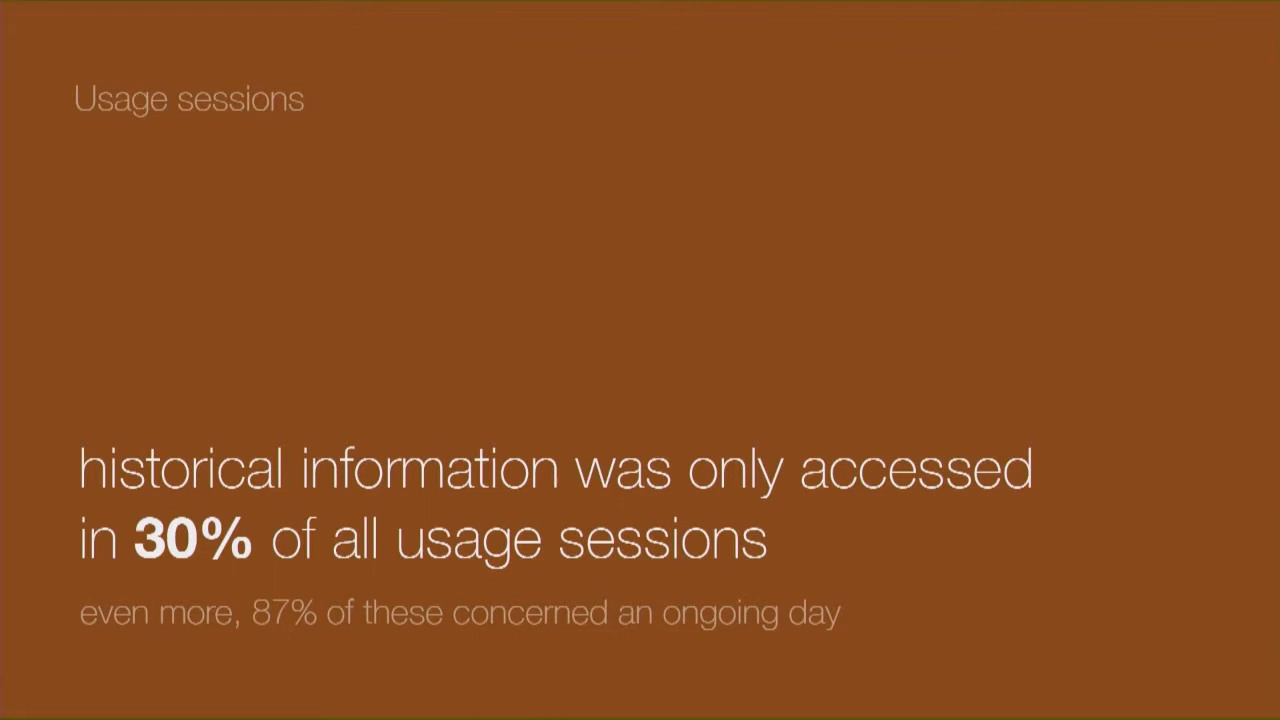 Usage sessions
historical information was only accessed
in 30% of all usage sessions
even more, 87% of these concerned an ongoing day